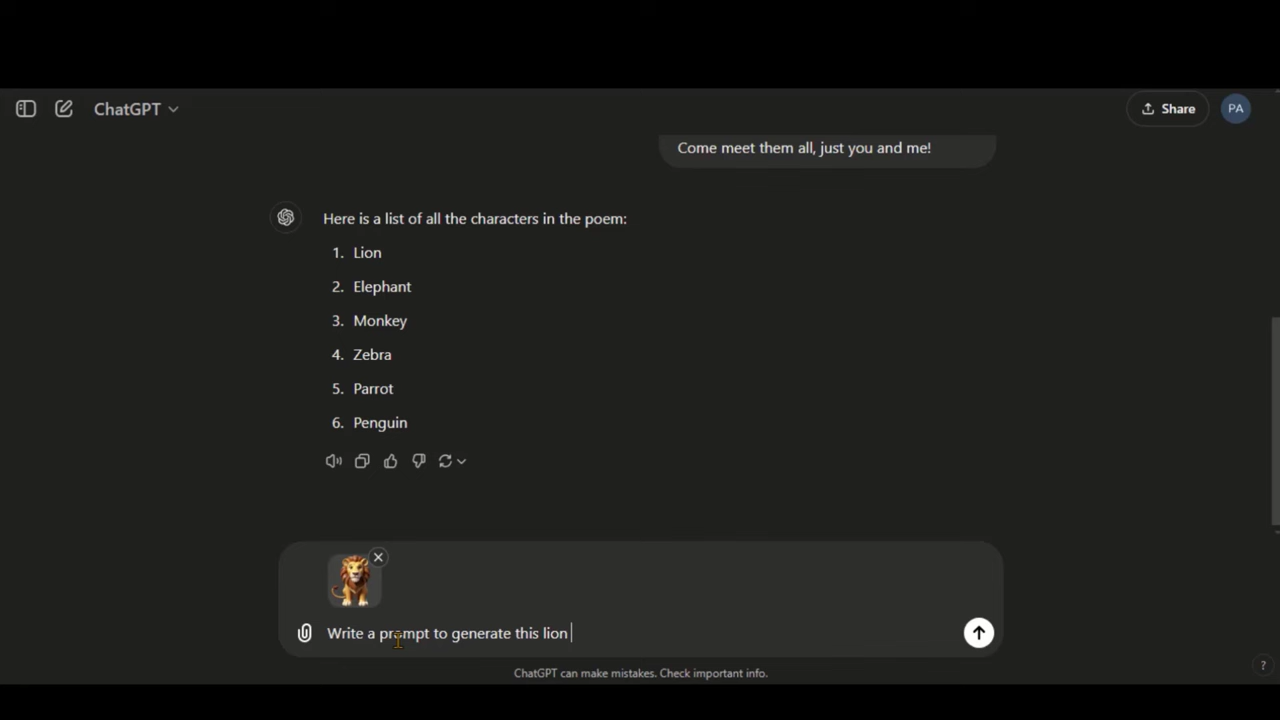 ChatGPT
Share
PA
Come meet them all, just you and me!
Here is a list of all the characters in the poem:
1. Lion
2. Elephant
3. Monkey
4. Zebra
5. Parrot
6. Penguin
Write a prompt to generate this lion
ChatGPT can make mistakes. Check important info.
?